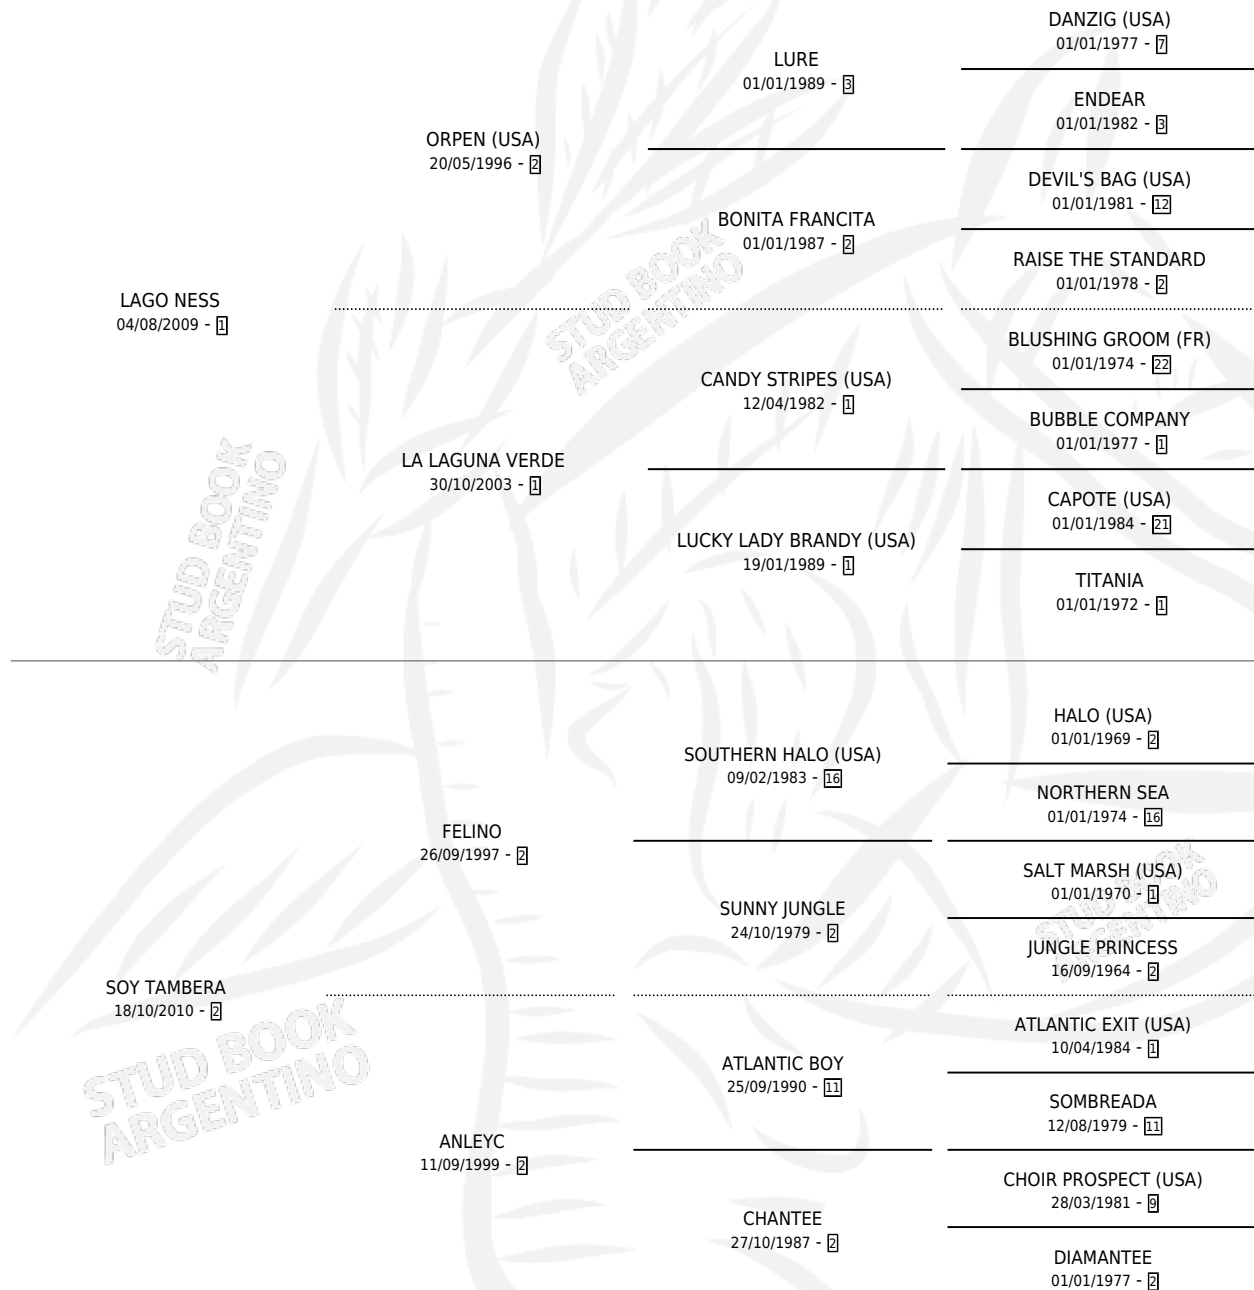 DANZIG (USA)
01/01/1977 - 7
LURE
01/01/1989 - 3
ENDEAR
01/01/1982 - 3
ORPEN (USA)
20/05/1996 - 2
DEVIL'S BAG (USA)
01/01/1981 - 12
BONITA FRANCITA
01/01/1987 - 2
RAISE THE STANDARD
01/01/1978 - 2
LAGO NESS
04/08/2009 - 1
STUD BOOK
ARGENTINO
BLUSHING GROOM (FR)
01/01/1974 - 22
CANDY STRIPES (USA)
12/04/1982 - 1
BUBBLE COMPANY
01/01/1977 - 1
LA LAGUNA VERDE
30/10/2003 - 1
CAPOTE (USA)
01/01/1984 - 21
LUCKY LADY BRANDY (USA)
19/01/1989 - 1
TITANIA
01/01/1972 - 1
STUD BOOK
ARGENTINO
HALO (USA)
01/01/1969 - 2
SOUTHERN HALO (USA)
09/02/1983 - 16
NORTHERN SEA
01/01/1974 - 16
FELINO
26/09/1997 - 2
SALT MARSH (USA)
01/01/1970 - 1
SUNNY JUNGLE
24/10/1979 - 2
JUNGLE PRINCESS
16/09/1964 - 2
STUD BOOK
ARGENTINO
SOY TAMBERA
18/10/2010 - 2
ATLANTIC EXIT (USA)
10/04/1984 - 1
ATLANTIC BOY
25/09/1990 - 11
SOMBREADA
12/08/1979 - 11
STUD BOOK
ARGENTINO
ANLEYC
11/09/1999 - 2
CHOIR PROSPECT (USA)
28/03/1981 - 9
CHANTEE
27/10/1987 - 2
DIAMANTEE
01/01/1977 - 2